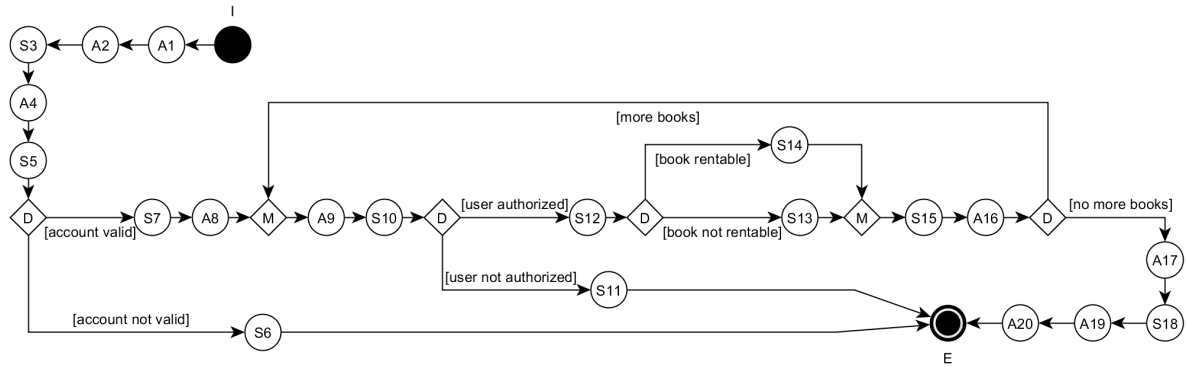 I
S3 A2 A1
A4
[more books]
S14
S5
[book rentable]
[user authorized] [no more books]
D S7 A8 M A9 S10 D S12 D S13 M S15 A16 D
[account valid] [book not rentable]
A17
[user not authorized]
S11
[account not valid]
S6 A20 A19 S18
E